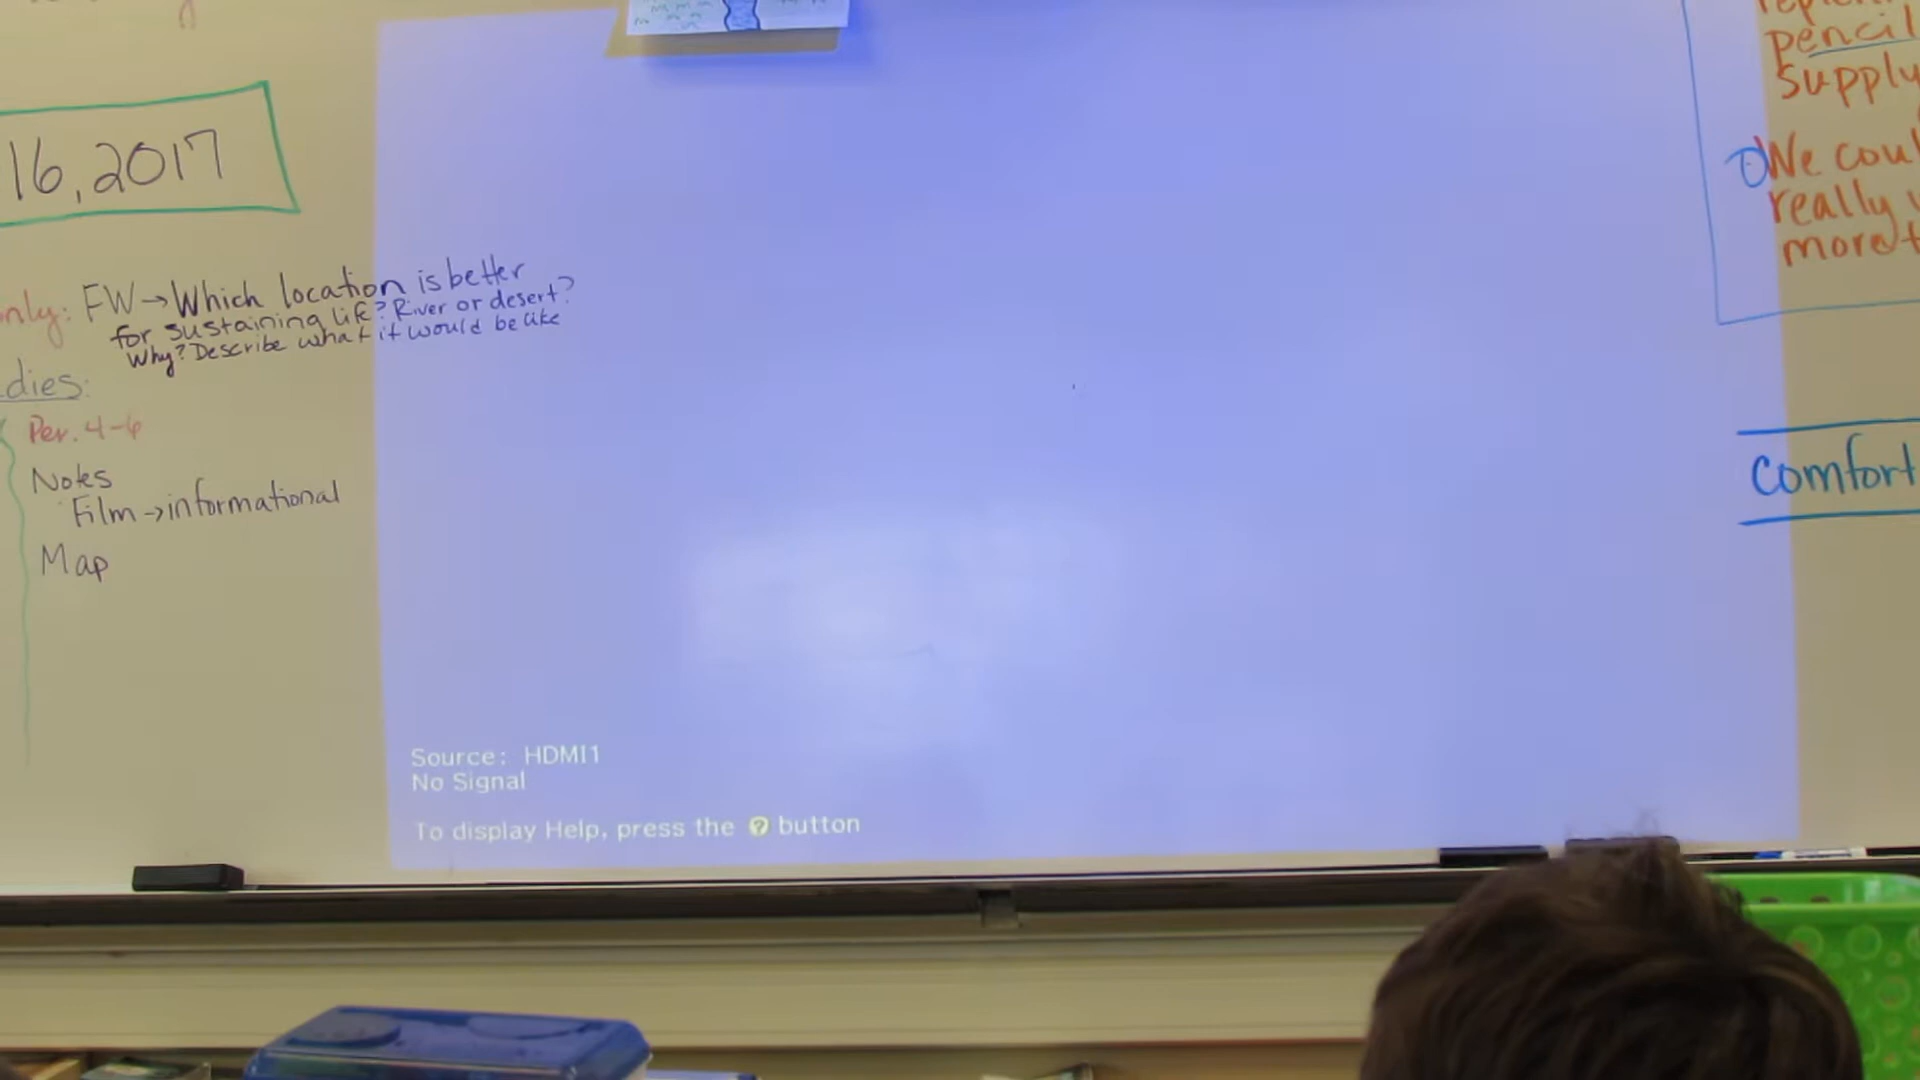 16, 2017
only: FW→Which location is better
for sustaining life? River or desert?
Why? Describe what it would be like
dies:
Per. 4-6
Notes
Film→informational
Map
pencil
supply
We coul
really
more
Comfort
Source: HDMI1
No Signal
To display Help, press the ? button